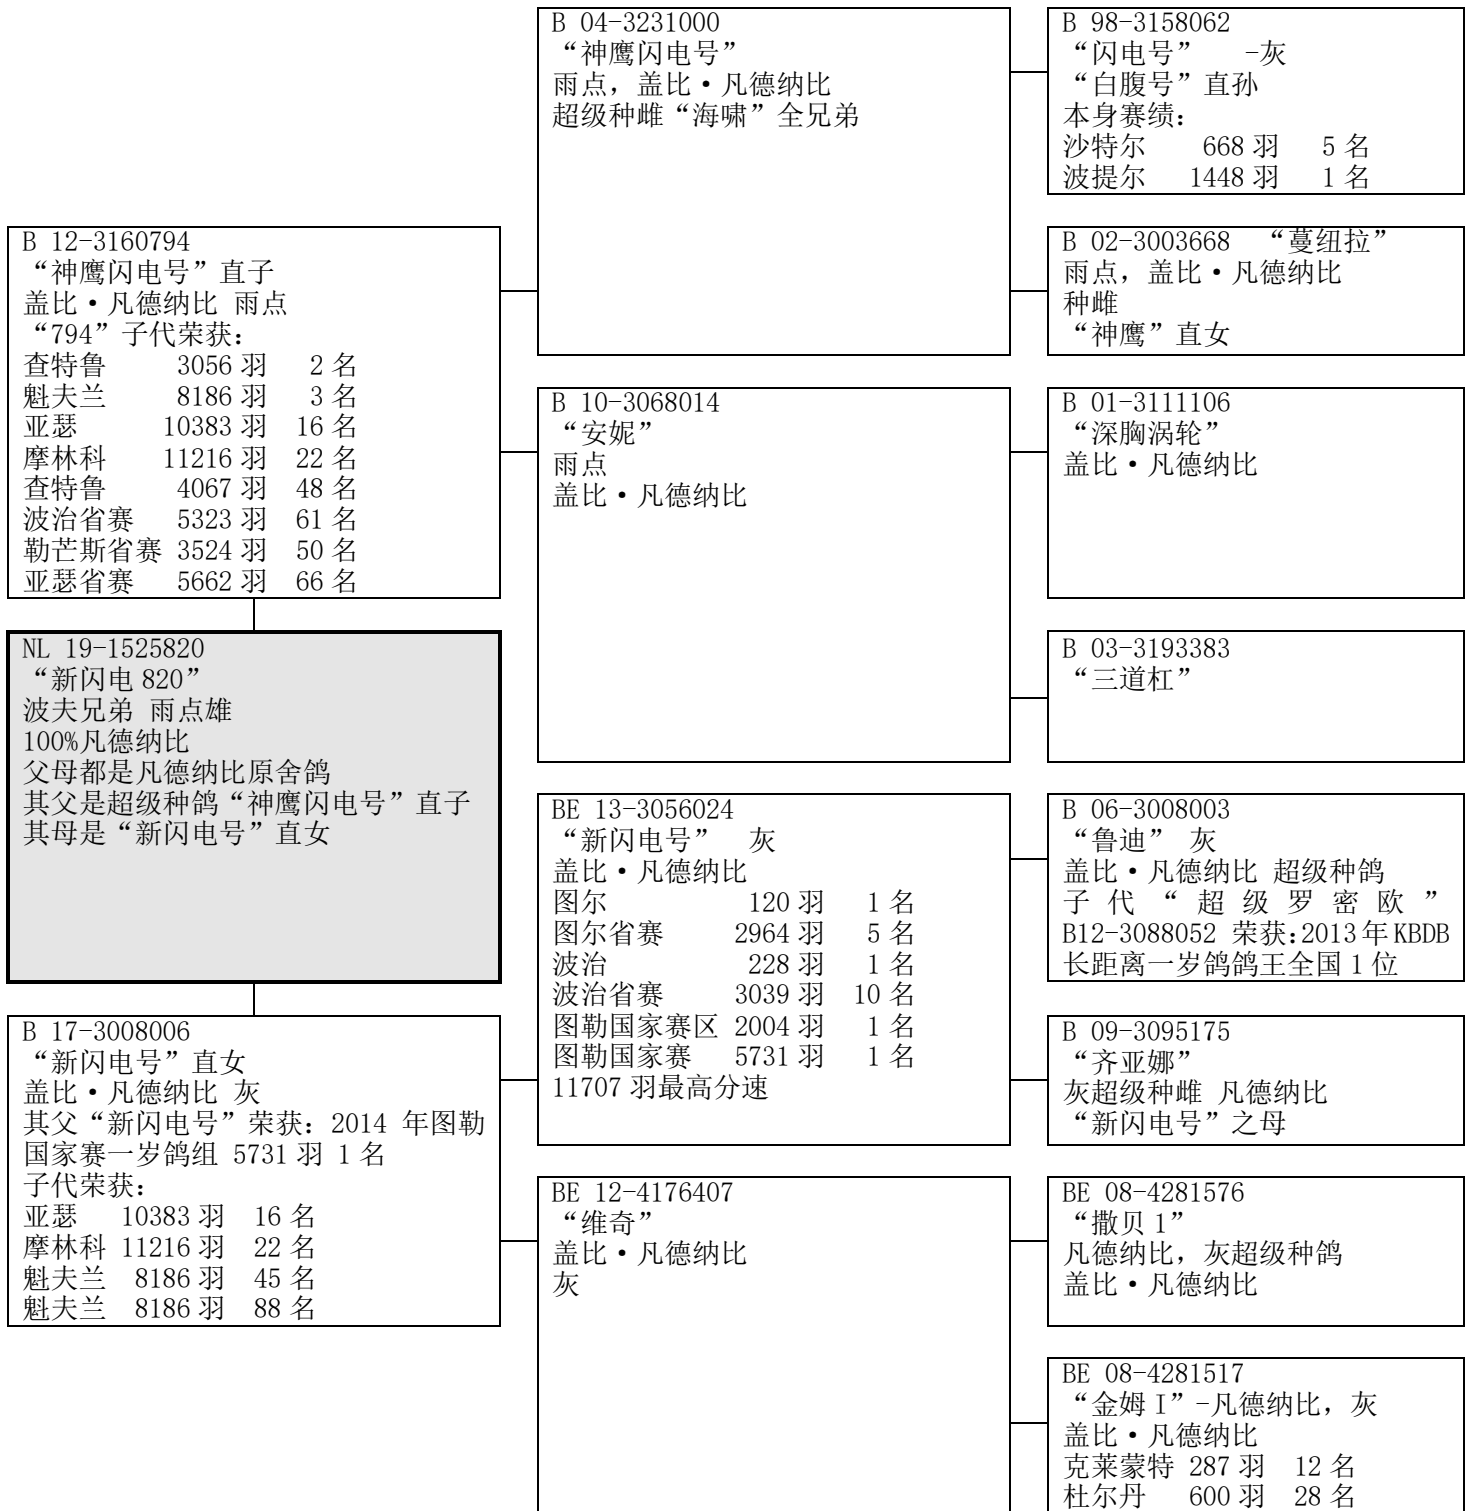 B 12-3160794
“神鹰闪电号”直子
盖比·凡德纳比 雨点
“794”子代荣获：
查特鲁 3056 羽 2 名
魁夫兰 8186 羽 3 名
亚瑟 10383 羽 16 名
摩林科 11216 羽 22 名
查特鲁 4067 羽 48 名
波治省赛 5323 羽 61 名
勒芒斯省赛 3524 羽 50 名
亚瑟省赛 5662 羽 66 名
NL 19-1525820
“新闪电 820”
波夫兄弟 雨点雄
100%凡德纳比
父母都是凡德纳比原舍鸽
其父是超级种鸽“神鹰闪电号”直子
其母是“新闪电号”直女
B 17-3008006
“新闪电号”直女
盖比·凡德纳比 灰
其父“新闪电号”荣获：2014 年图勒
国家赛一岁鸽组 5731 羽 1 名
子代荣获：
亚瑟 10383 羽 16 名
摩林科 11216 羽 22 名
魁夫兰 8186 羽 45 名
魁夫兰 8186 羽 88 名
B 04-3231000
“神鹰闪电号”
雨点，盖比·凡德纳比
超级种雌“海啸”全兄弟
B 10-3068014
“安妮”
雨点
盖比·凡德纳比
BE 13-3056024
“新闪电号” 灰
盖比·凡德纳比
图尔 120 羽 1 名
图尔省赛 2964 羽 5 名
波治 228 羽 1 名
波治省赛 3039 羽 10 名
图勒国家赛区 2004 羽 1 名
图勒国家赛 5731 羽 1 名
11707 羽最高分速
BE 12-4176407
“维奇”
盖比·凡德纳比
灰
B 98-3158062
“闪电号” -灰
“白腹号”直孙
本身赛绩：
沙特尔 668 羽 5 名
波提尔 1448 羽 1 名
B 02-3003668 “蔓纽拉”
雨点，盖比·凡德纳比
种雌
“神鹰”直女
B 01-3111106
“深胸涡轮”
盖比·凡德纳比
B 03-3193383
“三道杠”
B 06-3008003
“鲁迪” 灰
盖比·凡德纳比 超级种鸽
子 代 “ 超 级 罗 密 欧 ”
B12-3088052 荣获：2013 年 KBDB
长距离一岁鸽鸽王全国 1 位
B 09-3095175
“齐亚娜”
灰超级种雌 凡德纳比
“新闪电号”之母
BE 08-4281576
“撒贝 1”
凡德纳比，灰超级种鸽
盖比·凡德纳比
BE 08-4281517
“金姆 I”-凡德纳比，灰
盖比·凡德纳比
克莱蒙特 287 羽 12 名
杜尔丹 600 羽 28 名